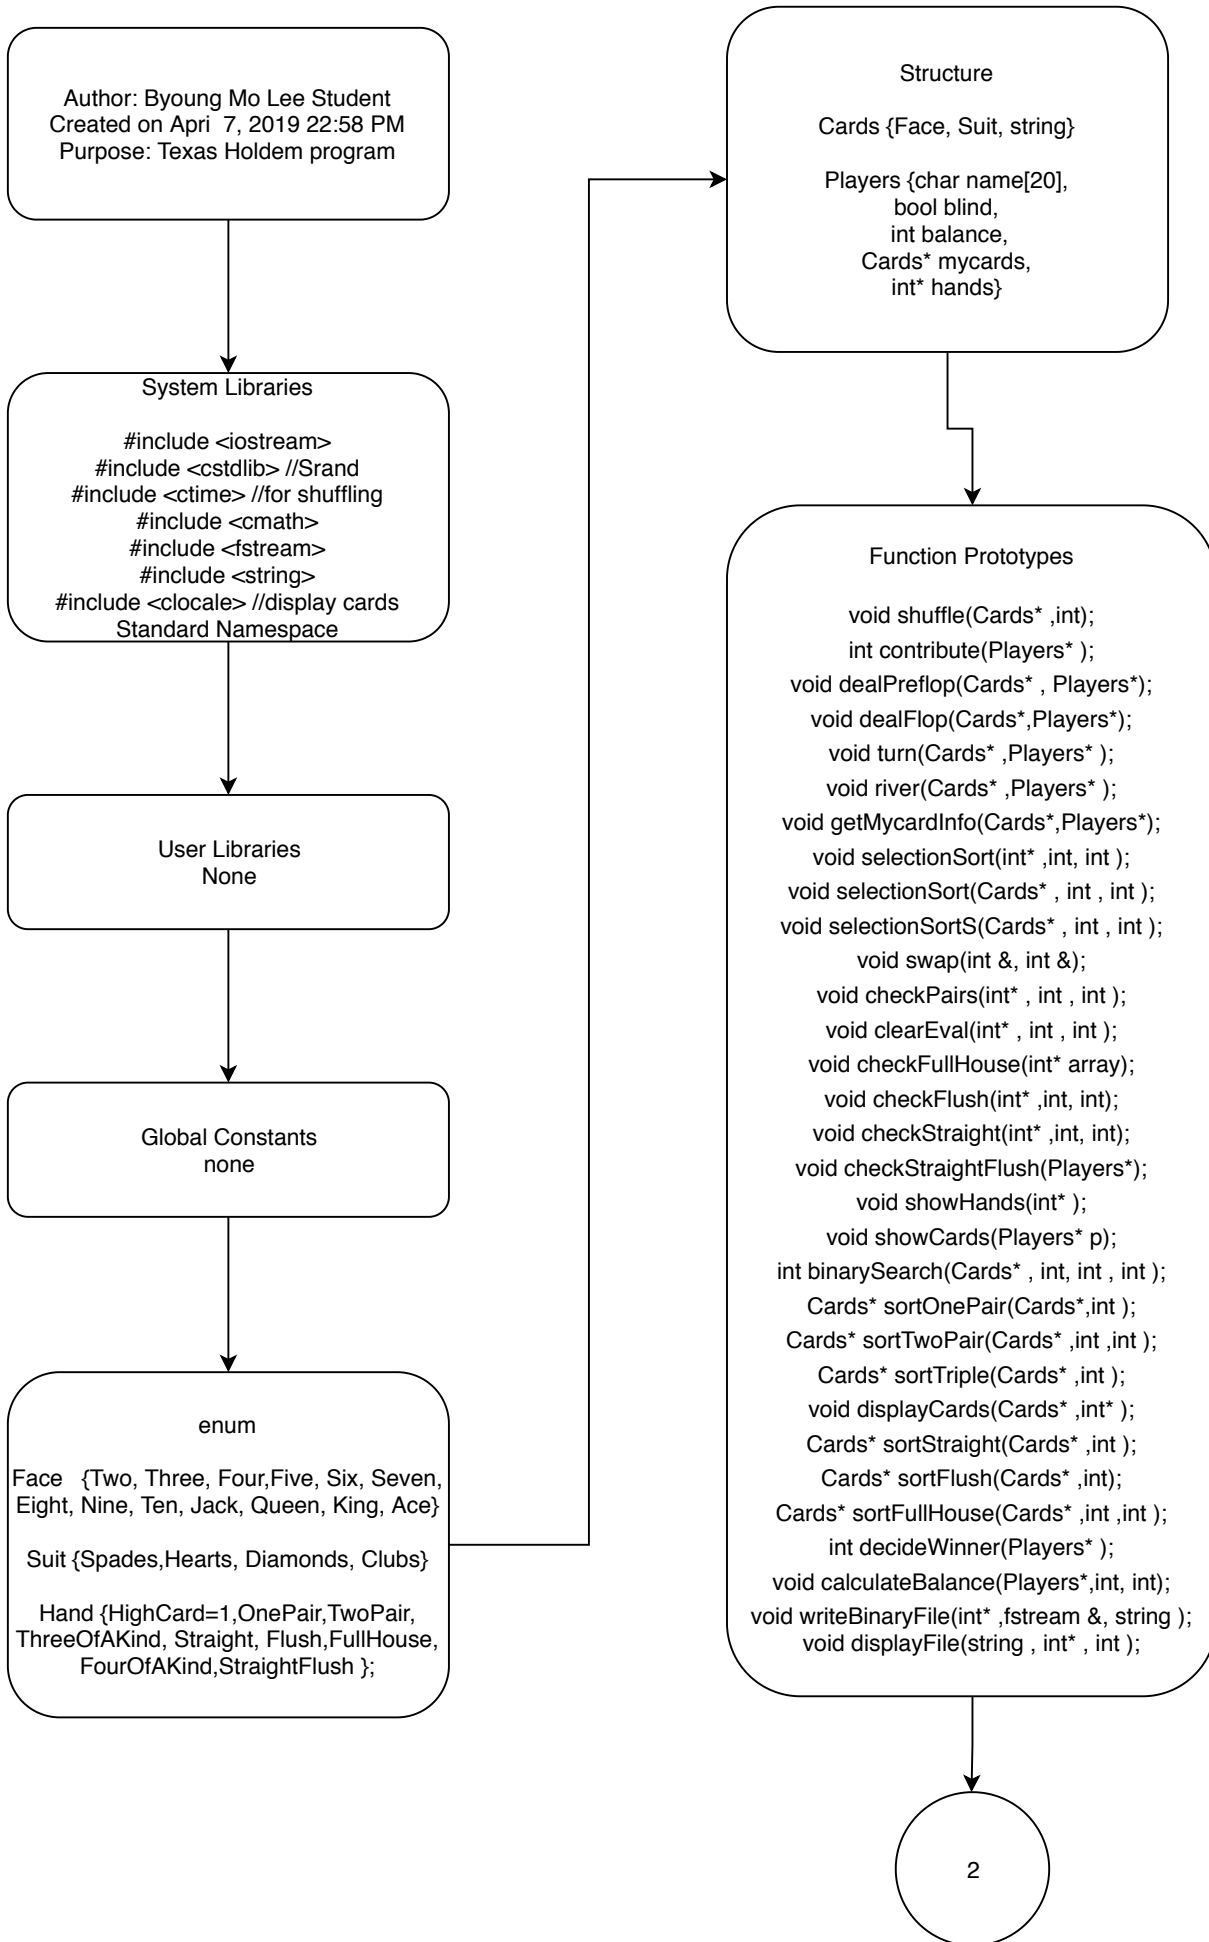 Author: Byoung Mo Lee Student
Created on Apri  7, 2019 22:58 PM
Purpose: Texas Holdem program
System Libraries
#include <iostream>
#include <cstdlib> //Srand
#include <ctime> //for shuffling
#include <cmath>
#include <fstream>
#include <string>
#include <clocale> //display cards
Standard Namespace
User Libraries
None
Global Constants
none
enum
Face   {Two, Three, Four,Five, Six, Seven,
Eight, Nine, Ten, Jack, Queen, King, Ace}
Suit {Spades,Hearts, Diamonds, Clubs}
Hand {HighCard=1,OnePair,TwoPair,
ThreeOfAKind, Straight, Flush,FullHouse,
FourOfAKind,StraightFlush };
Structure
Cards {Face, Suit, string}
Players {char name[20],
bool blind,
int balance,
Cards* mycards,
int* hands}
Function Prototypes
void shuffle(Cards* ,int);
int contribute(Players* );
void dealPreflop(Cards* , Players*);
void dealFlop(Cards*,Players*);
void turn(Cards* ,Players* );
void river(Cards* ,Players* );
void getMycardInfo(Cards*,Players*);
void selectionSort(int* ,int, int );
void selectionSort(Cards* , int , int );
void selectionSortS(Cards* , int , int );
void swap(int &, int &);
void checkPairs(int* , int , int );
void clearEval(int* , int , int );
void checkFullHouse(int* array);
void checkFlush(int* ,int, int);
void checkStraight(int* ,int, int);
void checkStraightFlush(Players*);
void showHands(int* );
void showCards(Players* p);
int binarySearch(Cards* , int, int , int );
Cards* sortOnePair(Cards*,int );
Cards* sortTwoPair(Cards* ,int ,int );
Cards* sortTriple(Cards* ,int );
void displayCards(Cards* ,int* );
Cards* sortStraight(Cards* ,int );
Cards* sortFlush(Cards* ,int);
Cards* sortFullHouse(Cards* ,int ,int );
int decideWinner(Players* );
void calculateBalance(Players*,int, int);
void writeBinaryFile(int* ,fstream &, string );
void displayFile(string , int* , int );
2